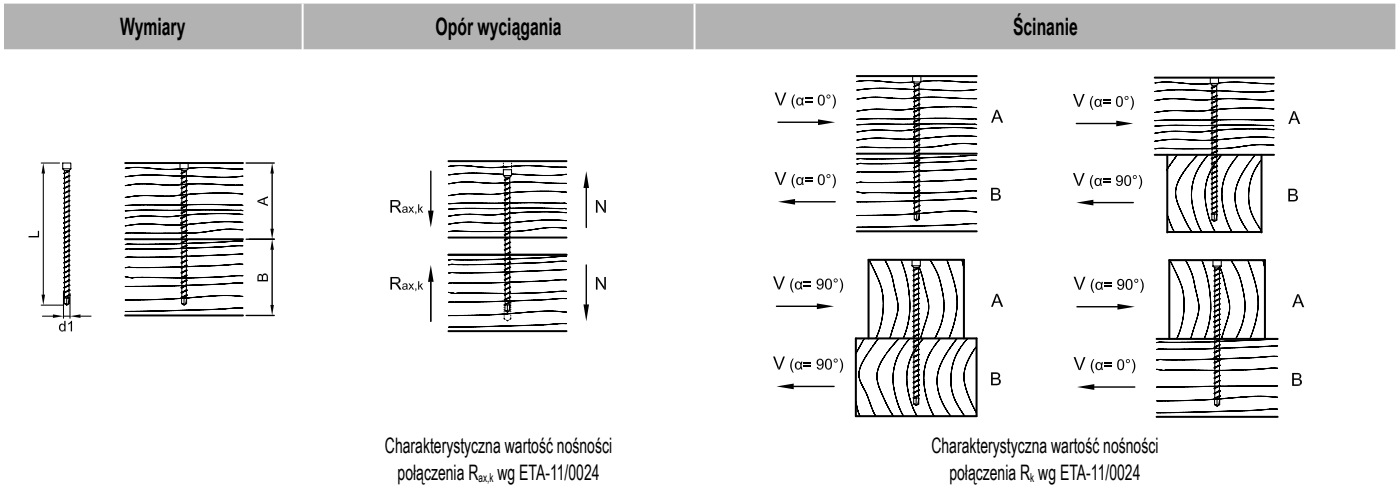 Wymiary
Opór wyciągania
Ścinanie
L
d1
A
B
Rax,k
N
Rax,k
N
V (α= 0°)
A
V (α= 0°)
B
V (α= 0°)
A
V (α= 90°)
B
V (α= 90°)
A
V (α= 90°)
B
V (α= 90°)
A
V (α= 0°)
B
Charakterystyczna wartość nośności
połączenia Rax,k wg ETA-11/0024
Charakterystyczna wartość nośności
połączenia Rk wg ETA-11/0024